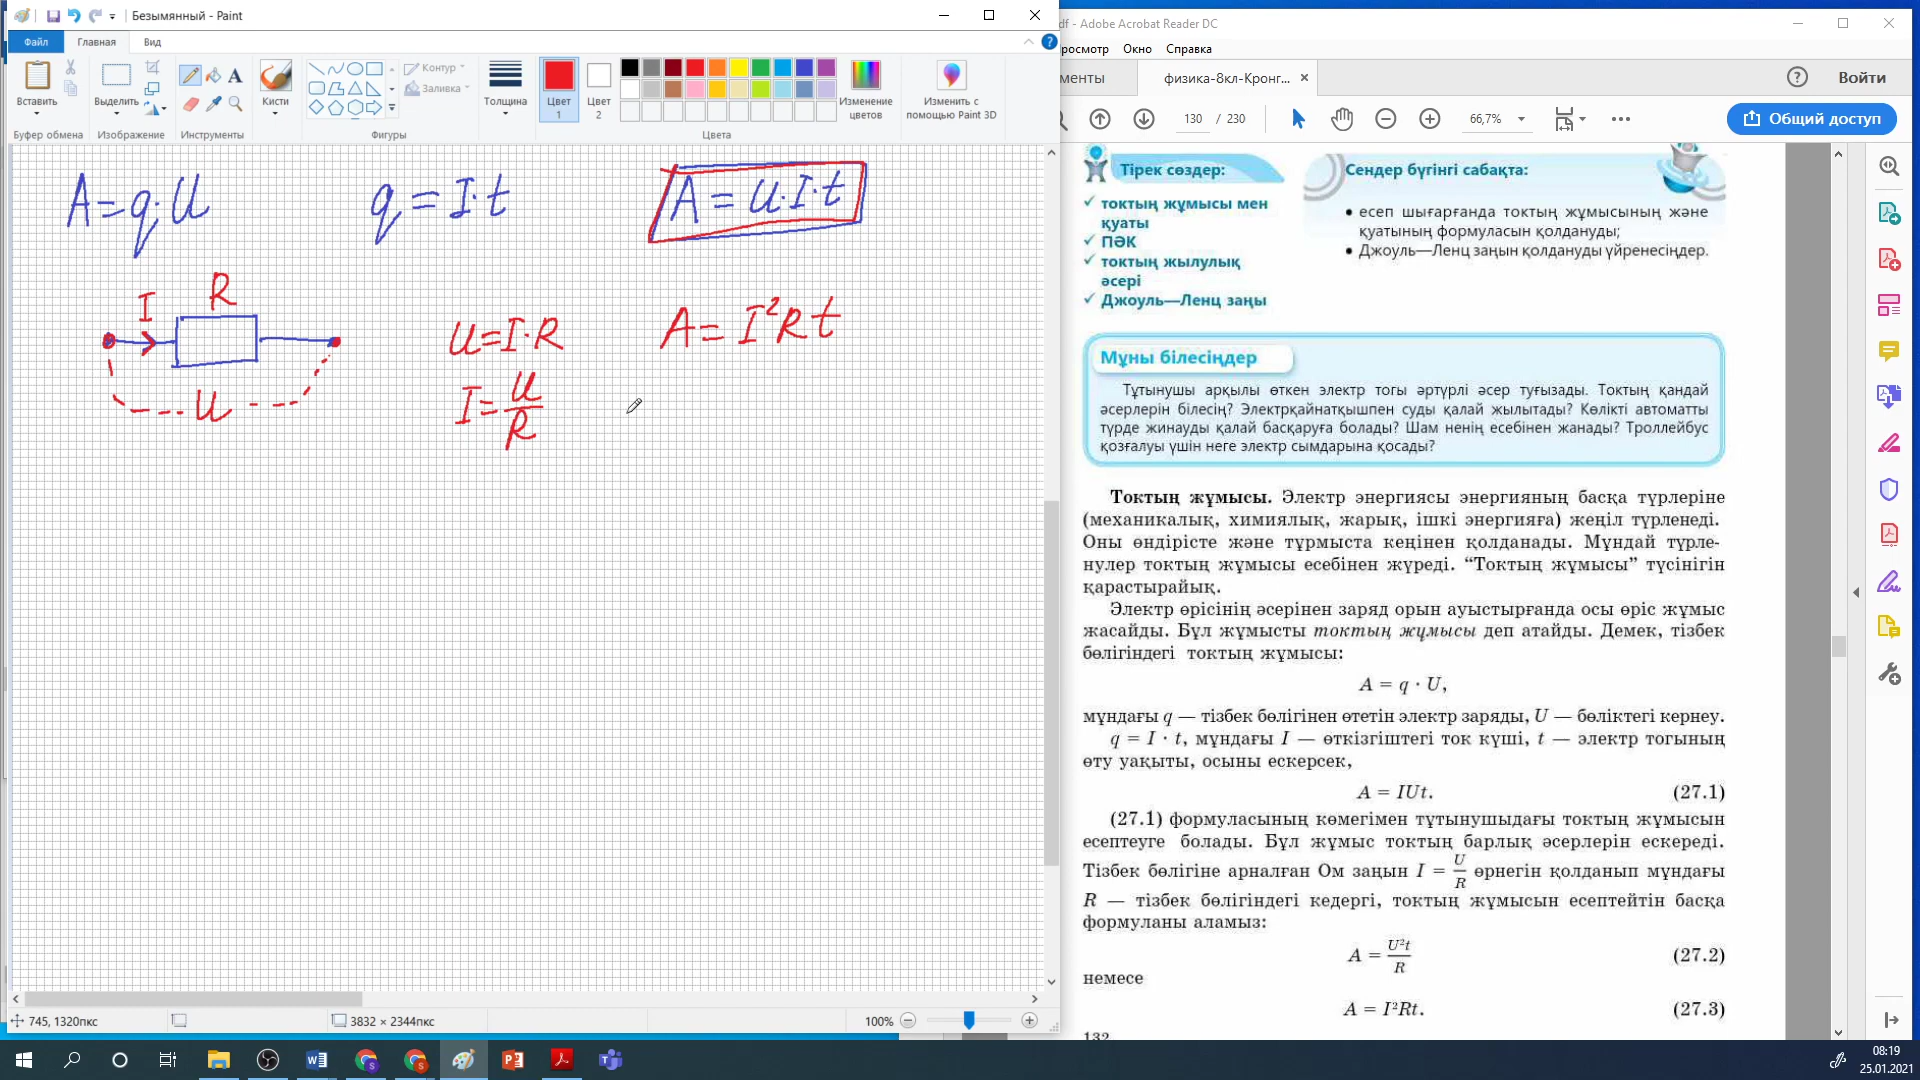 Безымянный - Paint
Файл
Главная
Вид
Вставить
Выделить
A
Кисти
Контур
Заливка
Толщина
Цвет
1
Цвет
2
Изменение
цветов
Изменить с
помощью Paint 3D
Буфер обмена
Изображение
Инструменты
Фигуры
Цвета
A=q·U
q=I·t
A=U·I·t
I
R
U
U=I·R
I=U/R
A=I²Rt
745, 1320пкс
3832 × 2344пкс
100%
df - Adobe Acrobat Reader DC
росмотр
Окно
Справка
менты
физика-8кл-Кронг...
Войти
130
/ 230
66,7%
Общий доступ
Тірек сөздер:
токтың жұмысы мен
қуаты
ПӘК
токтың жылулық
әсері
Джоуль—Ленц заңы
Сендер бүгінгі сабақта:
• есеп шығарғанда токтың жұмысының және
қуатының формуласын қолдануды;
• Джоуль—Ленц заңын қолдануды үйренесіңдер.
Мұны білесіңдер
Тұтынушы арқылы өткен электр тогы әртүрлі әсер туғызады. Токтың қандай
әсерлерін білесің? Электрқайнатқышпен суды қалай жылытады? Көлікті автоматты
түрде жинауды қалай басқаруға болады? Шам ненің есебінен жанады? Троллейбус
қозғалуы үшін неге электр сымдарына қосады?
Токтың жұмысы. Электр энергиясы энергияның басқа түрлеріне
(механикалық, химиялық, жарық, ішкі энергияға) жеңіл түрленеді.
Оны өндірісте және тұрмыста кеңінен қолданады. Мұндай түрле-
нулер токтың жұмысы есебінен жүреді. “Токтың жұмысы” түсінігін
қарастырайық.
Электр өрісінің әсерінен заряд орын ауыстырғанда осы өріс жұмыс
жасайды. Бұл жұмысты токтың жұмысы деп атайды. Демек, тізбек
бөлігіндегі токтың жұмысы:
A = q · U,
мұндағы q — тізбек бөлігінен өтетін электр заряды, U — бөліктегі кернеу.
q = I · t, мұндағы I — өткізгіштегі ток күші, t — электр тогының
өту уақыты, осыны ескерсек,
A = IUt. (27.1)
(27.1) формуласының көмегімен тұтынушыдағы токтың жұмысын
есептеуге болады. Бұл жұмыс токтың барлық әсерлерін ескереді.
Тізбек бөлігіне арналған Ом заңын I = U/R өрнегін қолданып мұндағы
R — тізбек бөлігіндегі кедергі, токтың жұмысын есептейтін басқа
формуланы аламыз:
A = U²t/R (27.2)
немесе
A = I²Rt. (27.3)
132
08:19
25.01.2021